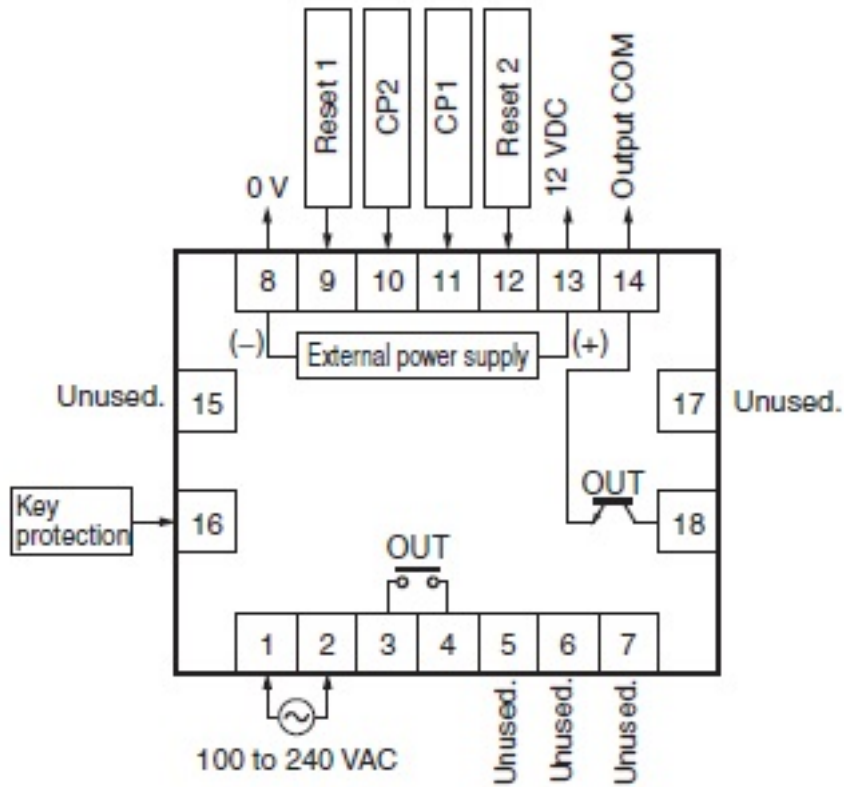 Reset 1
CP2
CP1
Reset 2
12 VDC
Output COM
0 V
8
9
10
11
12
13
14
(−)
External power supply
(+)
Unused.
15
17
Unused.
Key
protection
16
OUT
18
OUT
1
2
3
4
5
6
7
Unused.
Unused.
Unused.
100 to 240 VAC